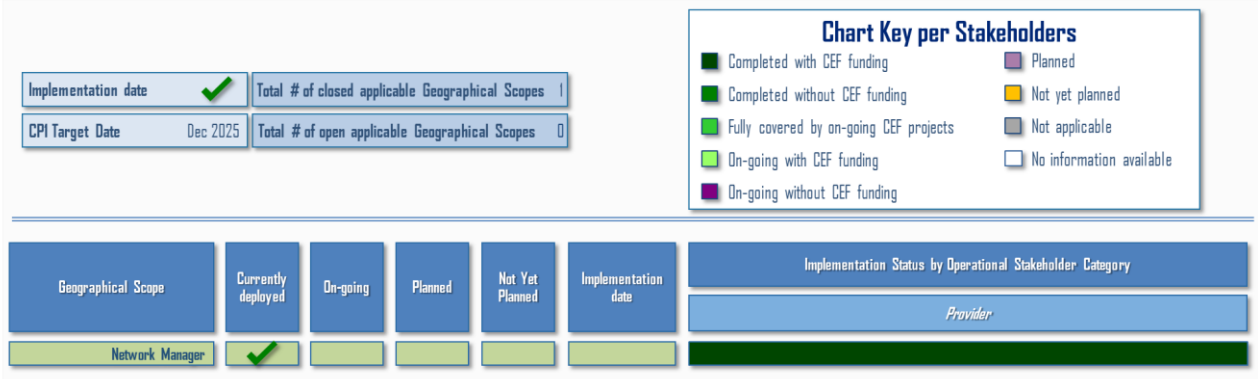 Chart Key per Stakeholders
Completed with CEF funding
Planned
Completed without CEF funding
Not yet planned
Fully covered by on-going CEF projects
Not applicable
On-going with CEF funding
No information available
On-going without CEF funding
Implementation date
Total # of closed applicable Geographical Scopes 1
CPI Target Date Dec 2025
Total # of open applicable Geographical Scopes 0
Geographical Scope
Currently
deployed
On-going
Planned
Not Yet
Planned
Implementation
date
Implementation Status by Operational Stakeholder Category
Provider
Network Manager